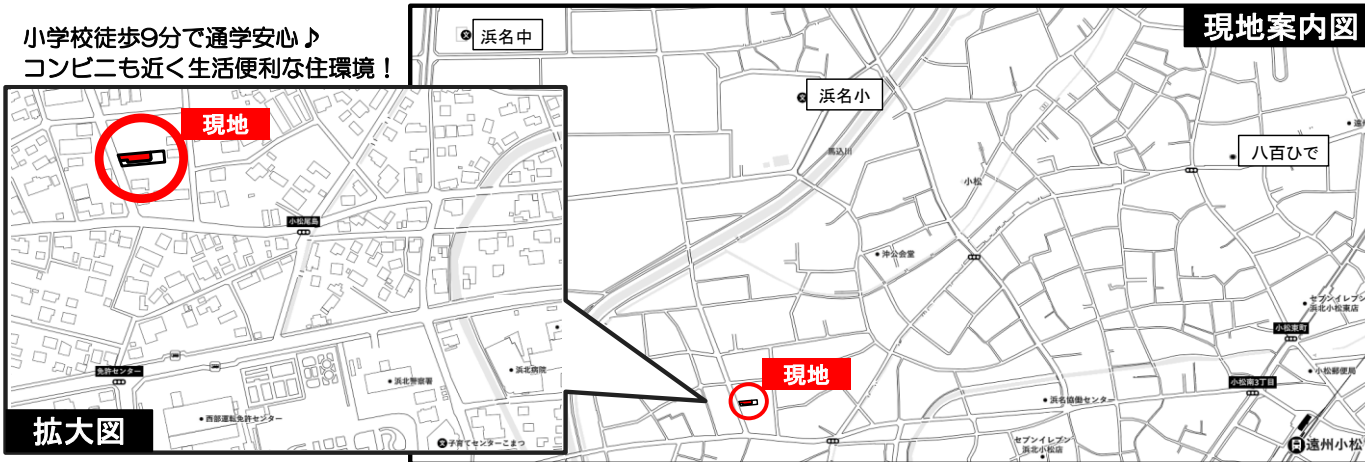 小学校徒歩9分で通学安心♪
コンビニも近く生活便利な住環境！
現地
小松尾島
免許センター
浜北警察署
浜北病院
西部運転免許センター
子育てセンターこまつ
拡大図
現地案内図
浜名中
浜名小
八百ひで
馬込川
小松
沖公会堂
セブンイレブン
浜北小松東店
小松東町
小松郵便局
小松南3丁目
現地
浜名協働センター
セブンイレブン
浜北小松店
遠州小松